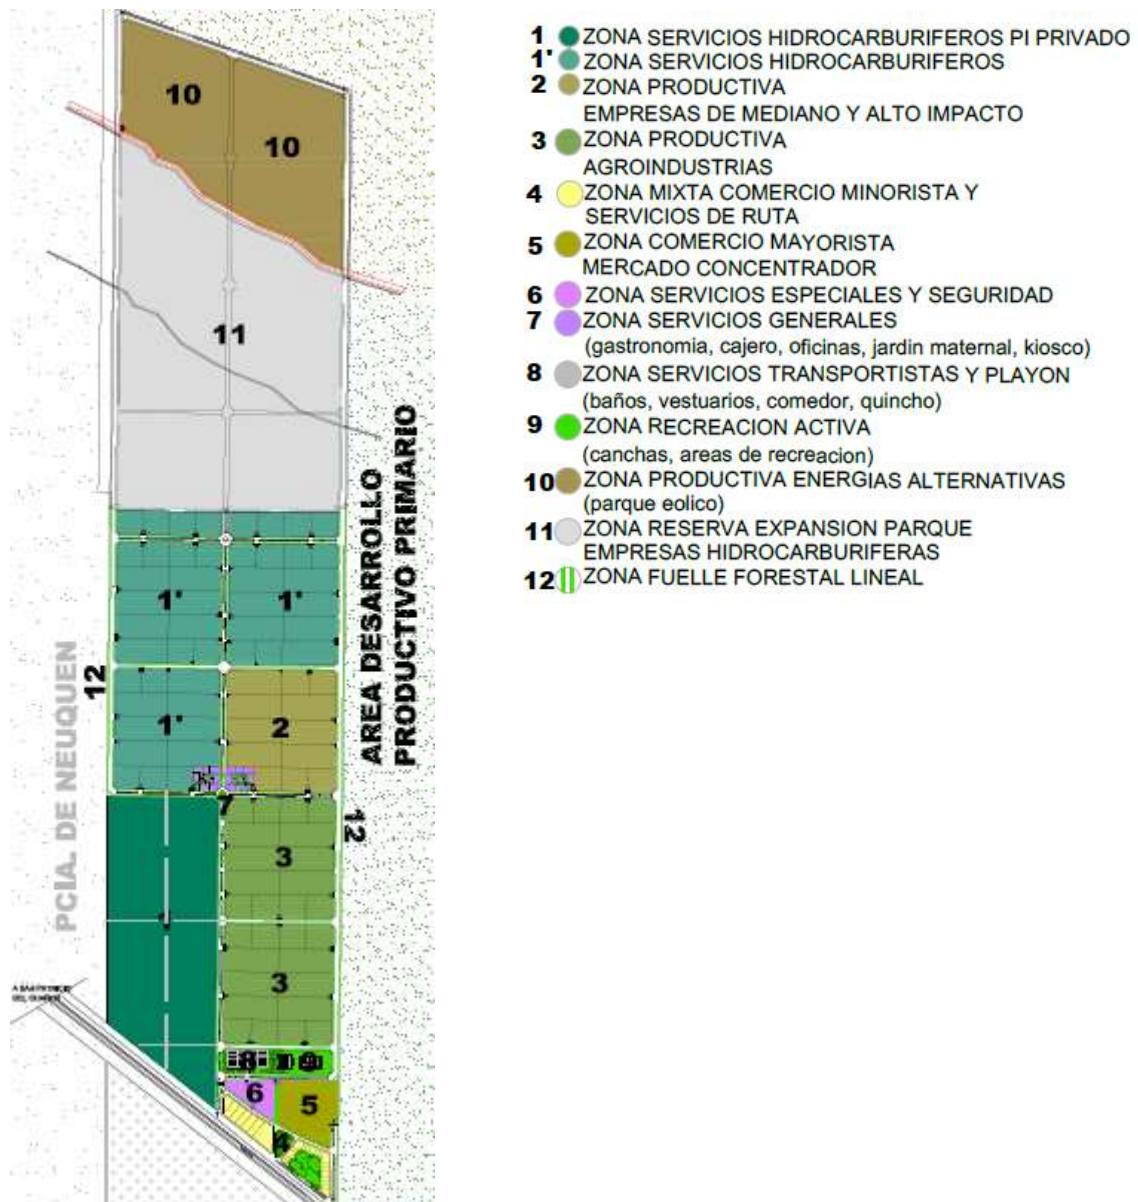 10
10
11
1'
1'
1'
2
12
12
7
3
1
3
8
9
6
5
4
PCIA. DE NEUQUEN
AREA DESARROLLO
PRODUCTIVO PRIMARIO
1 ZONA SERVICIOS HIDROCARBURIFEROS PI PRIVADO
1' ZONA SERVICIOS HIDROCARBURIFEROS
2 ZONA PRODUCTIVA
EMPRESAS DE MEDIANO Y ALTO IMPACTO
3 ZONA PRODUCTIVA
AGROINDUSTRIAS
4 ZONA MIXTA COMERCIO MINORISTA Y
SERVICIOS DE RUTA
5 ZONA COMERCIO MAYORISTA
MERCADO CONCENTRADOR
6 ZONA SERVICIOS ESPECIALES Y SEGURIDAD
7 ZONA SERVICIOS GENERALES
(gastronomia, cajero, oficinas, jardin maternal, kiosco)
8 ZONA SERVICIOS TRANSPORTISTAS Y PLAYON
(baños, vestuarios, comedor, quincho)
9 ZONA RECREACION ACTIVA
(canchas, areas de recreacion)
10 ZONA PRODUCTIVA ENERGIAS ALTERNATIVAS
(parque eolico)
11 ZONA RESERVA EXPANSION PARQUE
EMPRESAS HIDROCARBURIFERAS
12 ZONA FUELLE FORESTAL LINEAL